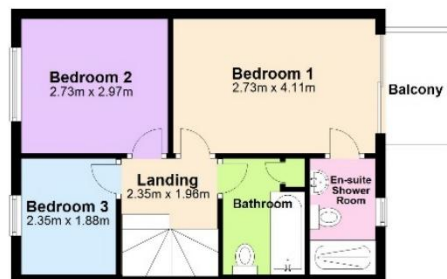 Bedroom 2
2.73m x 2.97m
Bedroom 1
2.73m x 4.11m
Balcony
Bedroom 3
2.35m x 1.88m
Landing
2.35m x 1.96m
Bathroom
En-suite
Shower
Room